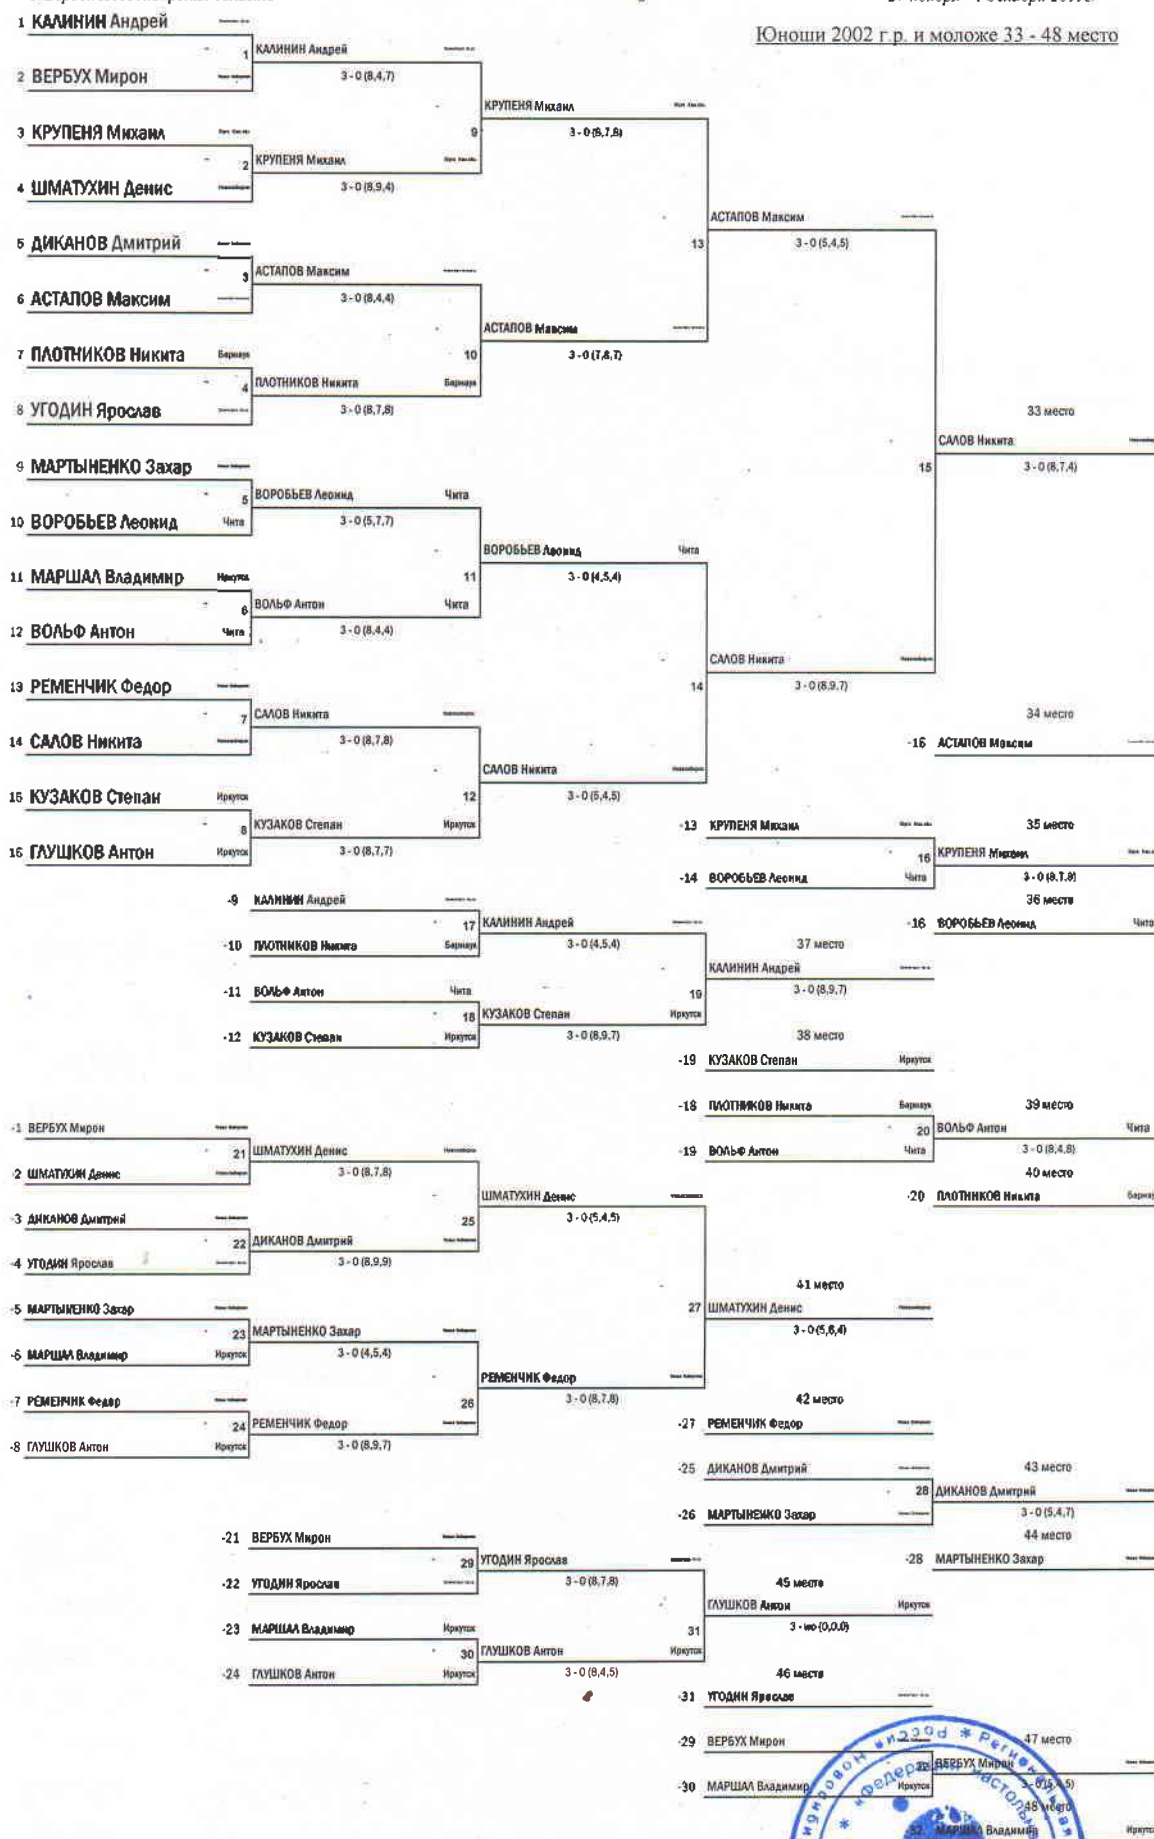 Юноши 2002 г.р. и моложе 33 - 48 место
1 КАЛИНИН Андрей
1 КАЛИНИН Андрей
2 ВЕРБУХ Мирон
3 - 0 (8,4,7)
КРУПЕНЯ Михаил
3 КРУПЕНЯ Михаил
9
3 - 0 (8,7,8)
2 КРУПЕНЯ Михаил
4 ШМАТУХИН Денис
3 - 0 (8,9,4)
АСТАПОВ Максим
5 ДИКАНОВ Дмитрий
13
3 - 0 (5,4,5)
3 АСТАПОВ Максим
6 АСТАПОВ Максим
3 - 0 (8,4,4)
АСТАПОВ Максим
7 ПЛОТНИКОВ Никита Барнаул
10
3 - 0 (7,8,7)
4 ПЛОТНИКОВ Никита Барнаул
8 УГОДИН Ярослав
3 - 0 (8,7,8)
33 место
САЛОВ Никита
9 МАРТЫНЕНКО Захар
15
3 - 0 (8,7,4)
5 ВОРОБЬЕВ Леонид Чита
10 ВОРОБЬЕВ Леонид Чита
3 - 0 (5,7,7)
ВОРОБЬЕВ Леонид Чита
11 МАРШАЛ Владимир Иркутск
11
3 - 0 (4,5,4)
6 ВОЛЬФ Антон Чита
12 ВОЛЬФ Антон Чита
3 - 0 (8,4,4)
САЛОВ Никита
13 РЕМЕНЧИК Федор
14
3 - 0 (8,9,7)
7 САЛОВ Никита
34 место
14 САЛОВ Никита
3 - 0 (8,7,8)
-15 АСТАПОВ Максим
САЛОВ Никита
15 КУЗАКОВ Степан Иркутск
12
3 - 0 (5,4,5)
8 КУЗАКОВ Степан Иркутск
-13 КРУПЕНЯ Михаил
35 место
16 ГЛУШКОВ Антон Иркутск
3 - 0 (8,7,7)
16 КРУПЕНЯ Михаил
-14 ВОРОБЬЕВ Леонид Чита
3 - 0 (8,7,8)
-9 КАЛИНИН Андрей
36 место
17 КАЛИНИН Андрей
-16 ВОРОБЬЕВ Леонид Чита
-10 ПЛОТНИКОВ Никита Барнаул
3 - 0 (4,5,4)
37 место
КАЛИНИН Андрей
-11 ВОЛЬФ Антон Чита
19
3 - 0 (8,9,7)
18 КУЗАКОВ Степан Иркутск
-12 КУЗАКОВ Степан Иркутск
3 - 0 (8,9,7)
38 место
-19 КУЗАКОВ Степан Иркутск
-18 ПЛОТНИКОВ Никита Барнаул
39 место
-1 ВЕРБУХ Мирон
20 ВОЛЬФ Антон Чита
21 ШМАТУХИН Денис
-19 ВОЛЬФ Антон Чита
3 - 0 (8,4,8)
-2 ШМАТУХИН Денис
3 - 0 (8,7,8)
40 место
ШМАТУХИН Денис
-20 ПЛОТНИКОВ Никита Барнаул
-3 ДИКАНОВ Дмитрий
25
3 - 0 (5,4,5)
22 ДИКАНОВ Дмитрий
-4 УГОДИН Ярослав
3 - 0 (8,9,9)
41 место
-5 МАРТЫНЕНКО Захар
27 ШМАТУХИН Денис
23 МАРТЫНЕНКО Захар
3 - 0 (5,6,4)
-6 МАРШАЛ Владимир Иркутск
3 - 0 (4,5,4)
РЕМЕНЧИК Федор
-7 РЕМЕНЧИК Федор
26
3 - 0 (8,7,8)
42 место
24 РЕМЕНЧИК Федор
-27 РЕМЕНЧИК Федор
-8 ГЛУШКОВ Антон Иркутск
3 - 0 (8,9,7)
-25 ДИКАНОВ Дмитрий
43 место
28 ДИКАНОВ Дмитрий
-26 МАРТЫНЕНКО Захар
3 - 0 (5,4,7)
-21 ВЕРБУХ Мирон
44 место
29 УГОДИН Ярослав
-28 МАРТЫНЕНКО Захар
-22 УГОДИН Ярослав
3 - 0 (8,7,8)
45 место
ГЛУШКОВ Антон Иркутск
-23 МАРШАЛ Владимир Иркутск
31
3 - wo (0,0,0)
30 ГЛУШКОВ Антон Иркутск
-24 ГЛУШКОВ Антон Иркутск
3 - 0 (8,4,5)
46 место
-31 УГОДИН Ярослав
-29 ВЕРБУХ Мирон
47 место
32 ВЕРБУХ Мирон
-30 МАРШАЛ Владимир Иркутск
48 место
МАРШАЛ Владимир Иркутск